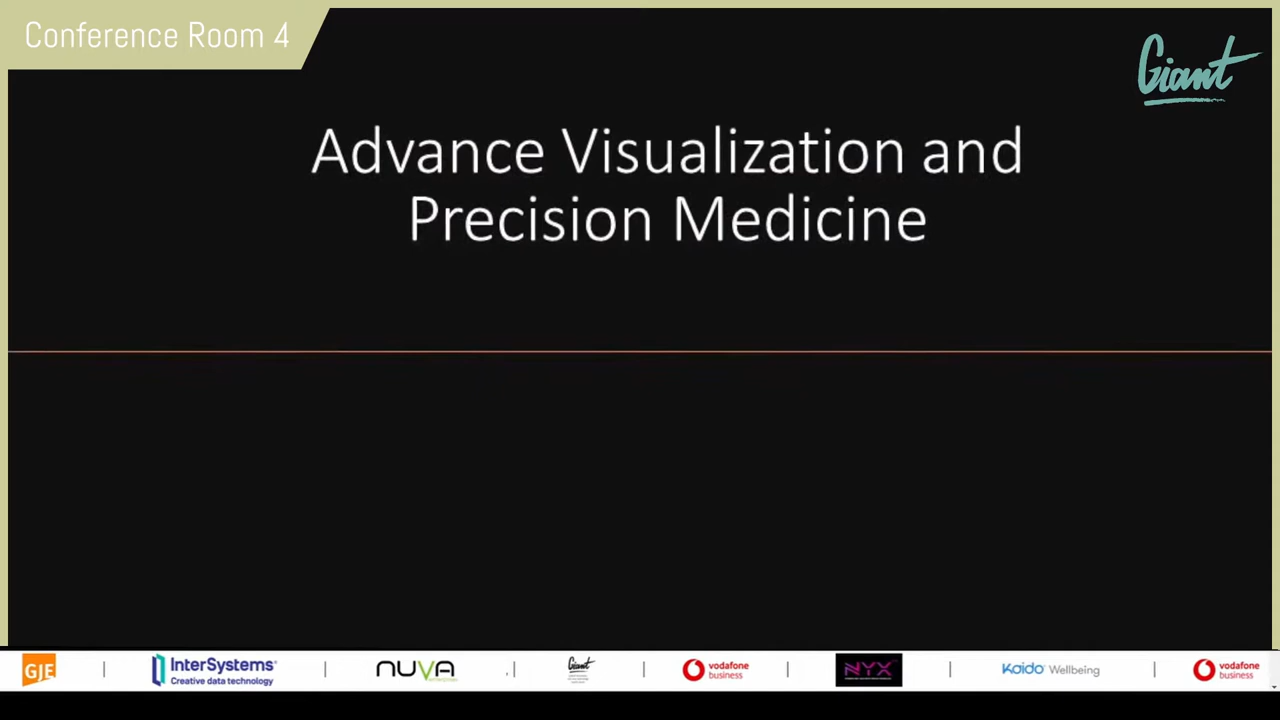 Conference Room 4
Giant
Advance Visualization and
Precision Medicine
GJE
InterSystems
Creative data technology
NUVA
Giant
vodafone
business
NYX
Kaido Wellbeing
vodafone
business